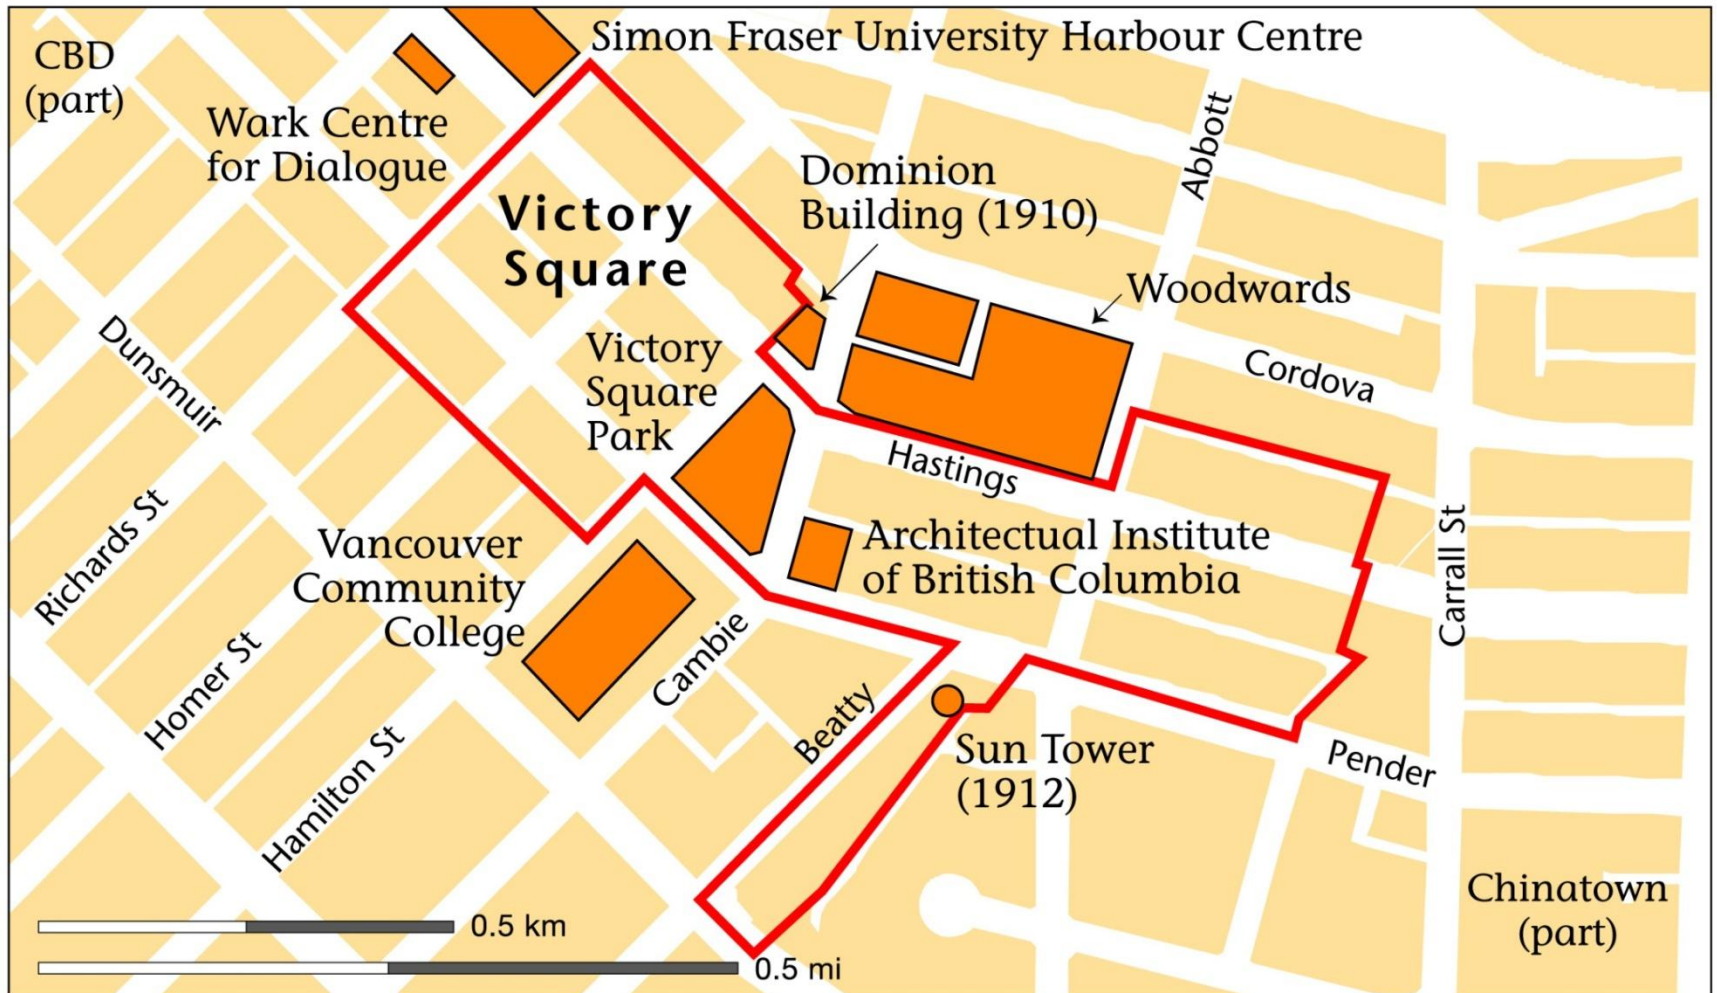 CBD
(part)
Simon Fraser University Harbour Centre
Wark Centre
for Dialogue
Abbott
Dominion
Building (1910)
Victory
Square
Woodwards
Dunsmuir
Victory
Square
Park
Cordova
Hastings
Richards St
Vancouver
Community
College
Architectual Institute
of British Columbia
Carrall St
Homer St
Cambie
Hamilton St
Beatty
Sun Tower
(1912)
Pender
Chinatown
(part)
0.5 km
0.5 mi